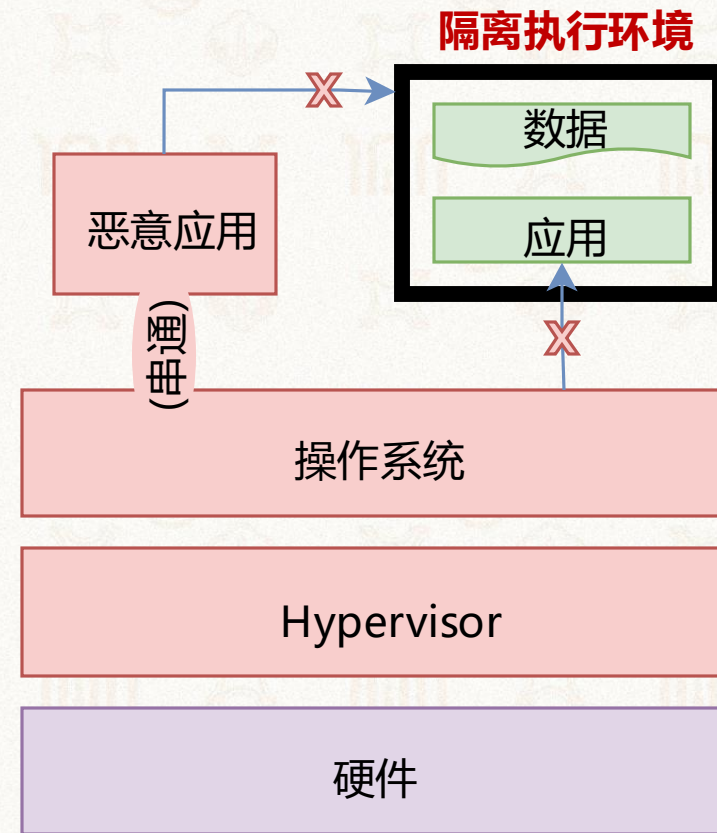 隔离执行环境
X
数据
恶意应用
应用
(串通)
X
操作系统
Hypervisor
硬件